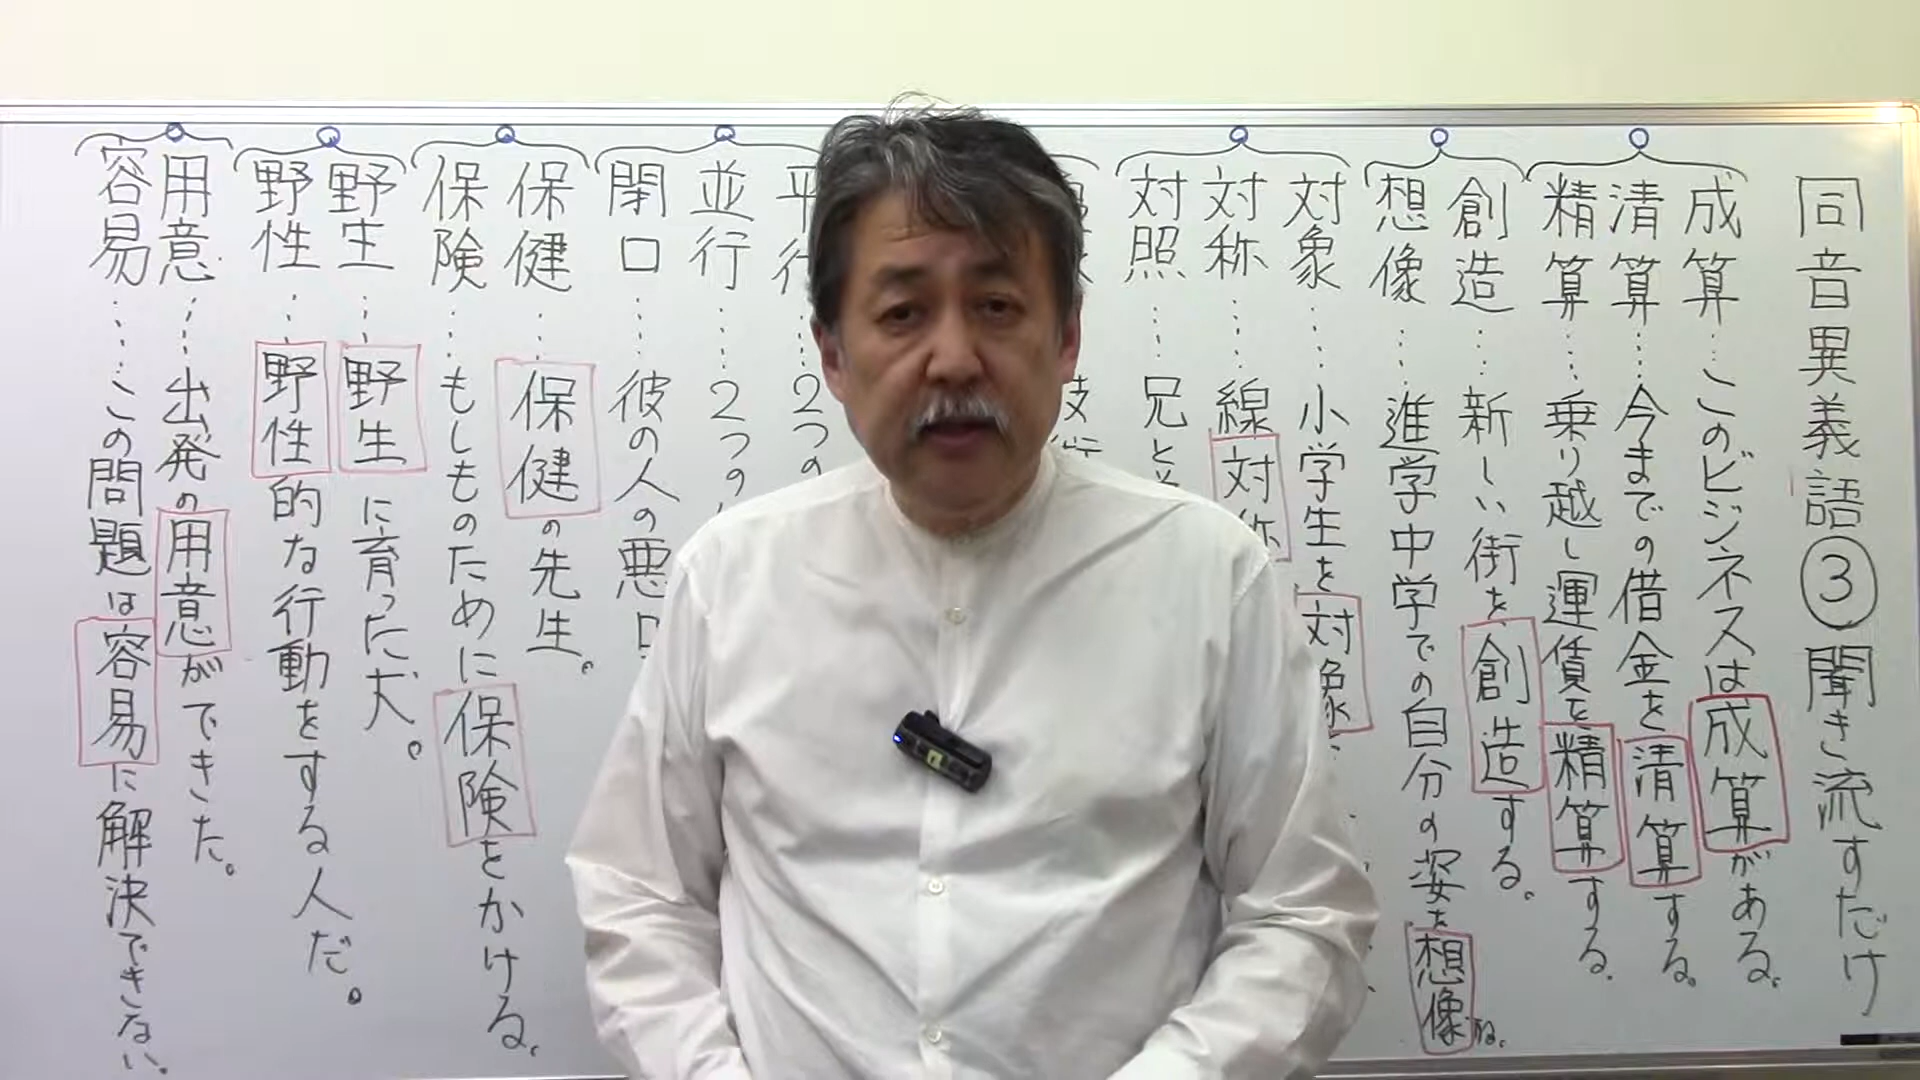 同音異義語③聞き流すだけ
成算……このビジネスは成算がある。
清算……今までの借金を清算する。
精算……乗り越し運賃を精算する。
創造……新しい街を創造する。
想像……進学中学での自分の姿を想像する。
対象……小学生を対象
対称……線対称
対照……兄と
技術
平行……2つの
並行……2つの
閉口……彼の人の悪口
保健……保健の先生。
保険……もしものために保険をかける。
野生……野生に育った犬。
野性……野性的な行動をする人だ。
用意……出発の用意ができた。
容易……この問題は容易に解決できない。